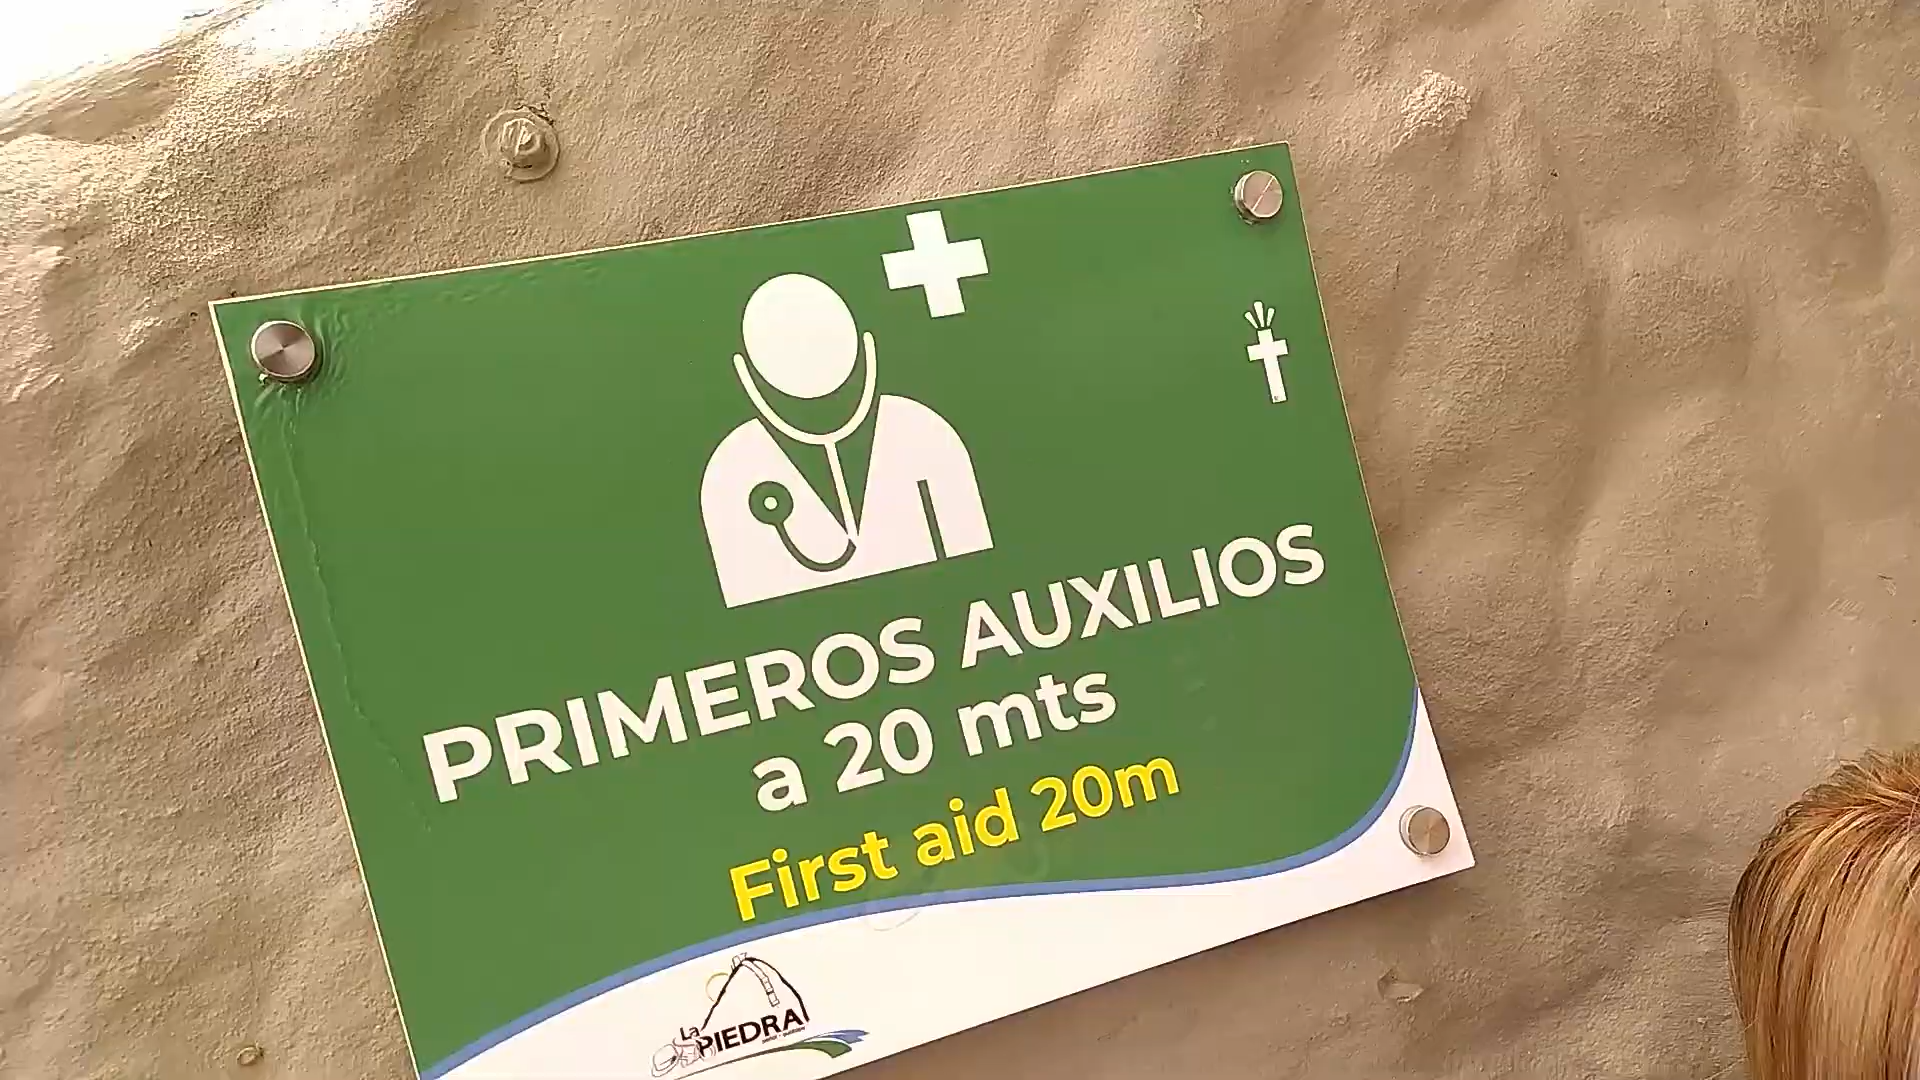 PRIMEROS AUXILIOS
a 20 mts
First aid 20m
La
PIEDRA